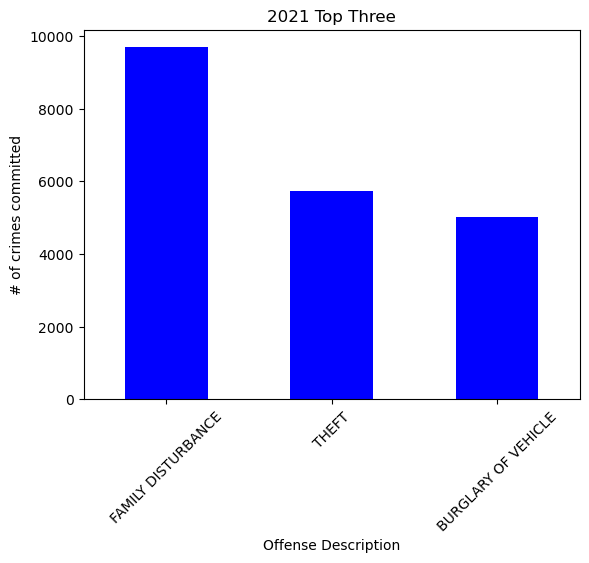 2021 Top Three
# of crimes committed
10000
8000
6000
4000
2000
0
FAMILY DISTURBANCE
THEFT
BURGLARY OF VEHICLE
Offense Description